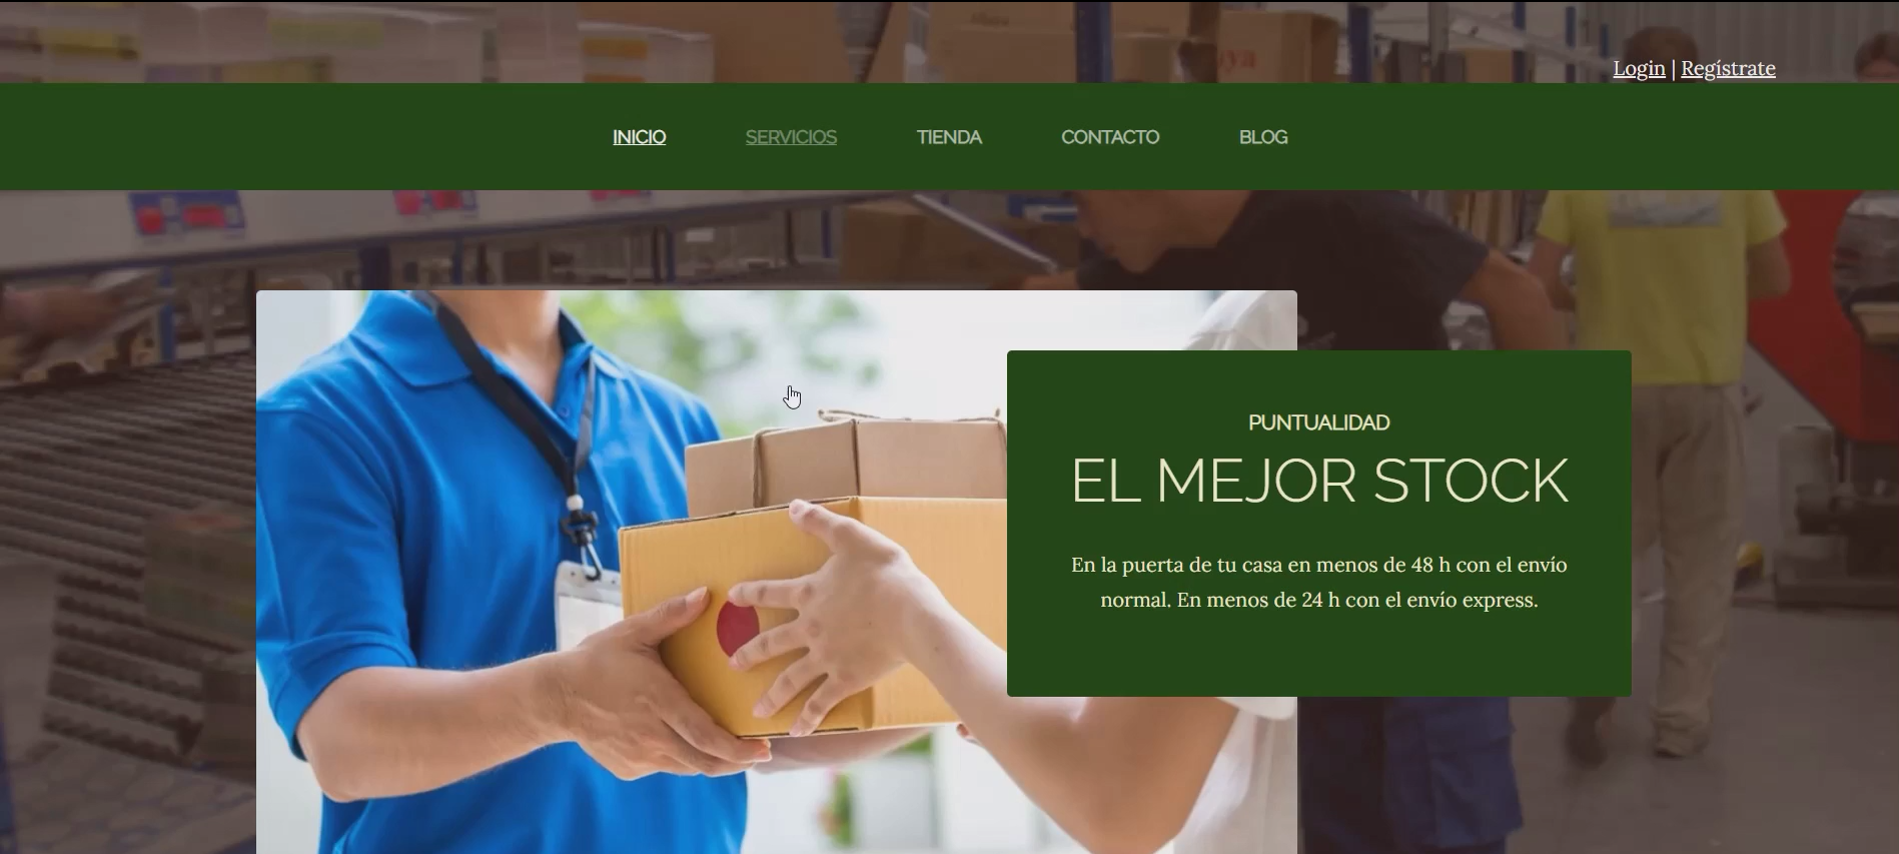 Login | Regístrate
INICIO SERVICIOS TIENDA CONTACTO BLOG
PUNTUALIDAD
EL MEJOR STOCK
En la puerta de tu casa en menos de 48 h con el envío
normal. En menos de 24 h con el envío express.